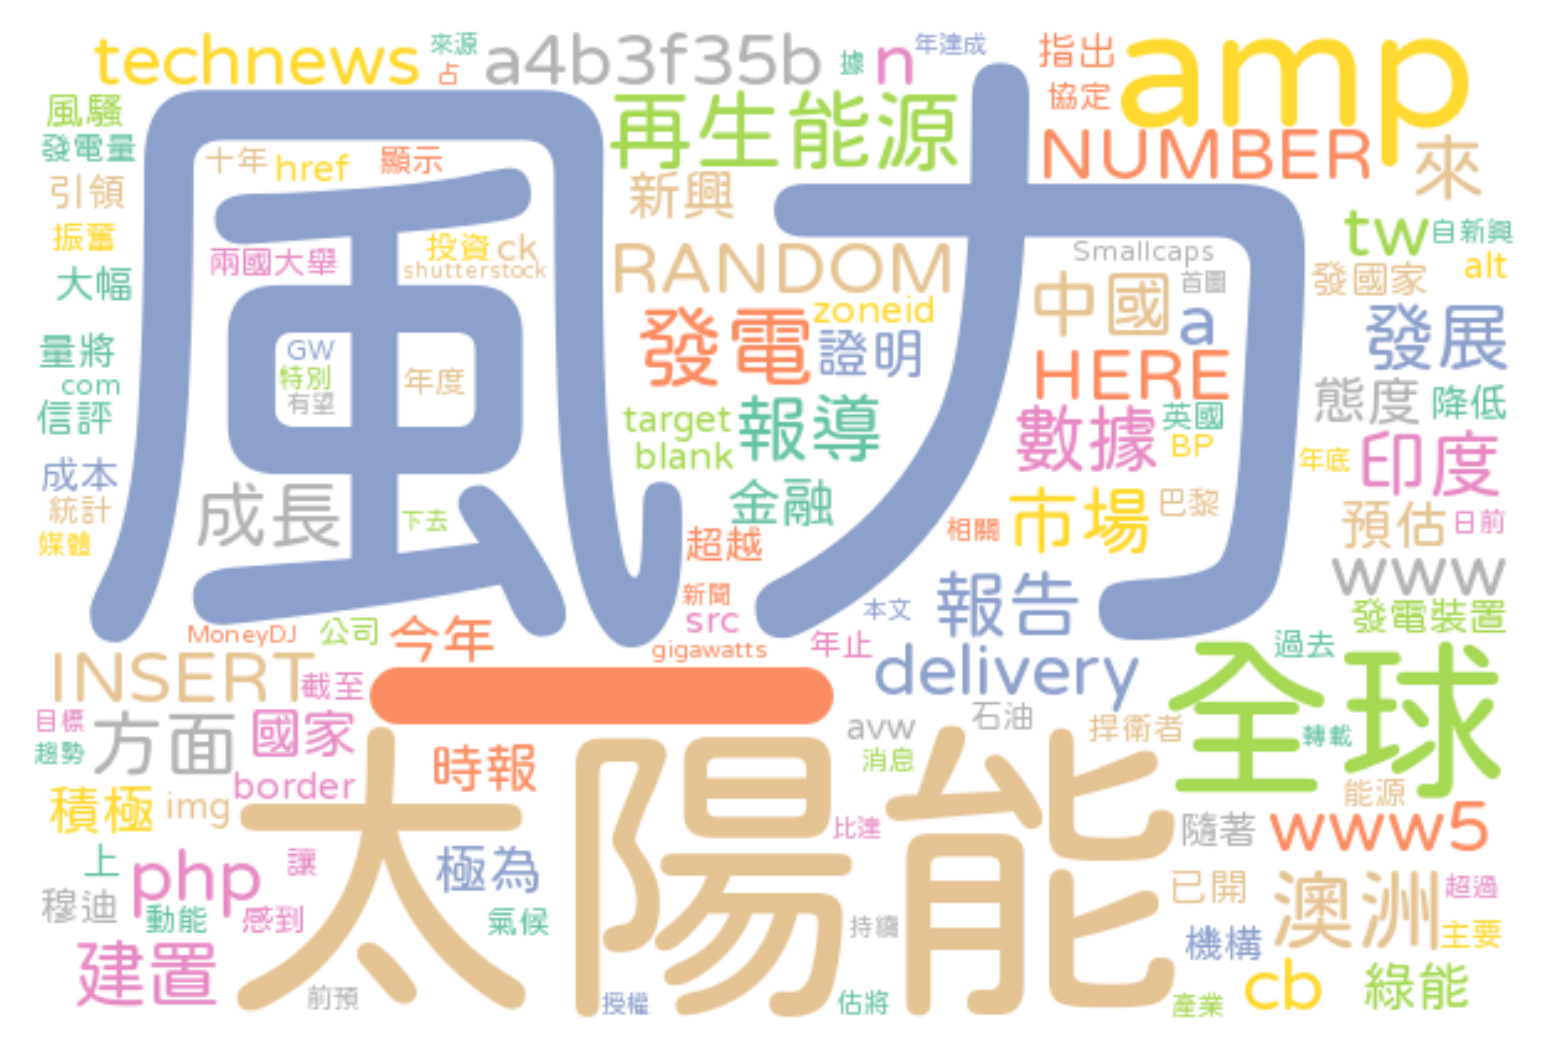 technews
來源
占
a4b3f35b
據
n
年達成
指出
協定
amp
風騷
發電量
再生能源
NUMBER
來
十年
href
顯示
引領
新興
風力
tw
自新興
振奮
兩國大舉
投資
ck
shutterstock
RANDOM
Smallcaps
首圖
發國家
alt
大幅
中國
a
zoneid
發電
證明
發展
量將
GW
特別
有望
年度
com
HERE
態度
降低
信評
target
報導
數據
英國
BP
blank
年底
印度
成本
成長
金融
市場
巴黎
統計
下去
超越
相關
預估
日前
媒體
www
新聞
報告
本文
發電裝置
src
MoneyDJ
公司
今年
gigawatts
年止
過去
INSERT
截至
一
delivery
全球
目標
方面
國家
avw
石油
捍衛者
轉載
趨勢
時報
消息
border
太陽能
能源
積極
img
比達
隨著
www5
上
php
讓
極為
已開
澳洲
超過
穆迪
動能
感到
氣候
持續
機構
主要
建置
cb
綠能
前預
授權
估將
產業